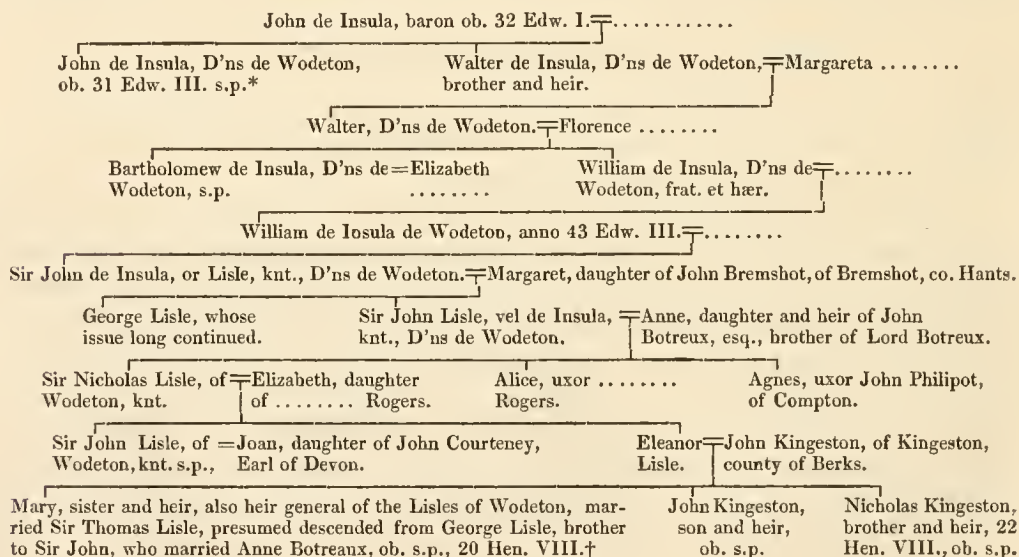 John de Insula, baron ob. 32 Edw. I.=............
John de Insula, D'ns de Wodeton, Walter de Insula, D'ns de Wodeton,=Margareta ........
ob. 31 Edw. III. s.p.* brother and heir.
Walter, D'ns de Wodeton.=Florence ........
Bartholomew de Insula, D'ns de=Elizabeth William de Insula, D'ns de=........
Wodeton, s.p. ........ Wodeton, frat. et hær.
William de Iosula de Wodeton, anno 43 Edw. III.=........
Sir John de Insula, or Lisle, knt., D'ns de Wodeton.=Margaret, daughter of John Bremshot, of Bremshot, co. Hants.
George Lisle, whose Sir John Lisle, vel de Insula, =Anne, daughter and heir of John
issue long continued. knt., D'ns de Wodeton. Botreux, esq., brother of Lord Botreux.
Sir Nicholas Lisle, of=Elizabeth, daughter Alice, uxor ........ Agnes, uxor John Philipot,
Wodeton, knt. of ........ Rogers. Rogers. of Compton.
Sir John Lisle, of =Joan, daughter of John Courteney, Eleanor=John Kingeston, of Kingeston,
Wodeton, knt. s.p., Earl of Devon. Lisle. county of Berks.
Mary, sister and heir, also heir general of the Lisles of Wodeton, mar- John Kingeston, Nicholas Kingeston,
ried Sir Thomas Lisle, presumed descended from George Lisle, brother son and heir, brother and heir, 22
to Sir John, who married Anne Botreaux, ob. s.p., 20 Hen. VIII.† ob. s.p. Hen. VIII., ob. s.p.